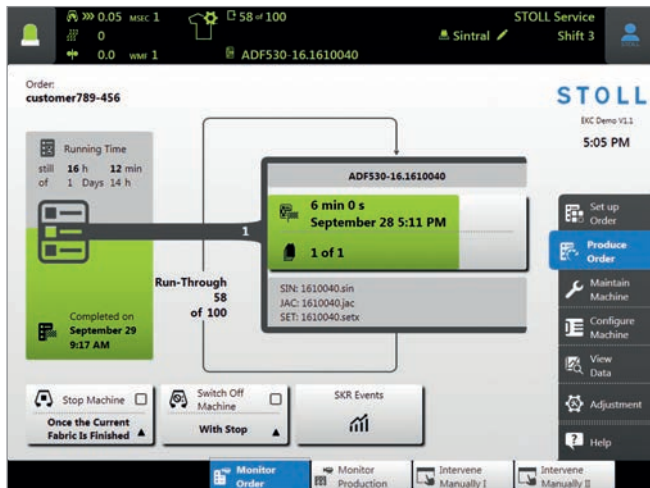 0.05 MSEC 1
58 of 100
STOLL Service
0
Sintral
Shift 3
0.0 WMF 1
ADF530-16.1610040
STOLL
Order:
customer789-456
STOLL
EKC Demo V1.1
5:05 PM
Running Time
still 16 h 12 min
of 1 Days 14 h
ADF530-16.1610040
6 min 0 s
September 28 5:11 PM
1
1 of 1
Run-Through
58
of 100
SIN: 1610040.sin
JAC: 1610040.jac
SET: 1610040.setx
Completed on
September 29
9:17 AM
Set up
Order
Produce
Order
Maintain
Machine
Configure
Machine
View
Data
Adjustment
Help
Stop Machine
Once the Current
Fabric Is Finished
Switch Off
Machine
With Stop
SKR Events
Monitor
Order
Monitor
Production
Intervene
Manually I
Intervene
Manually II